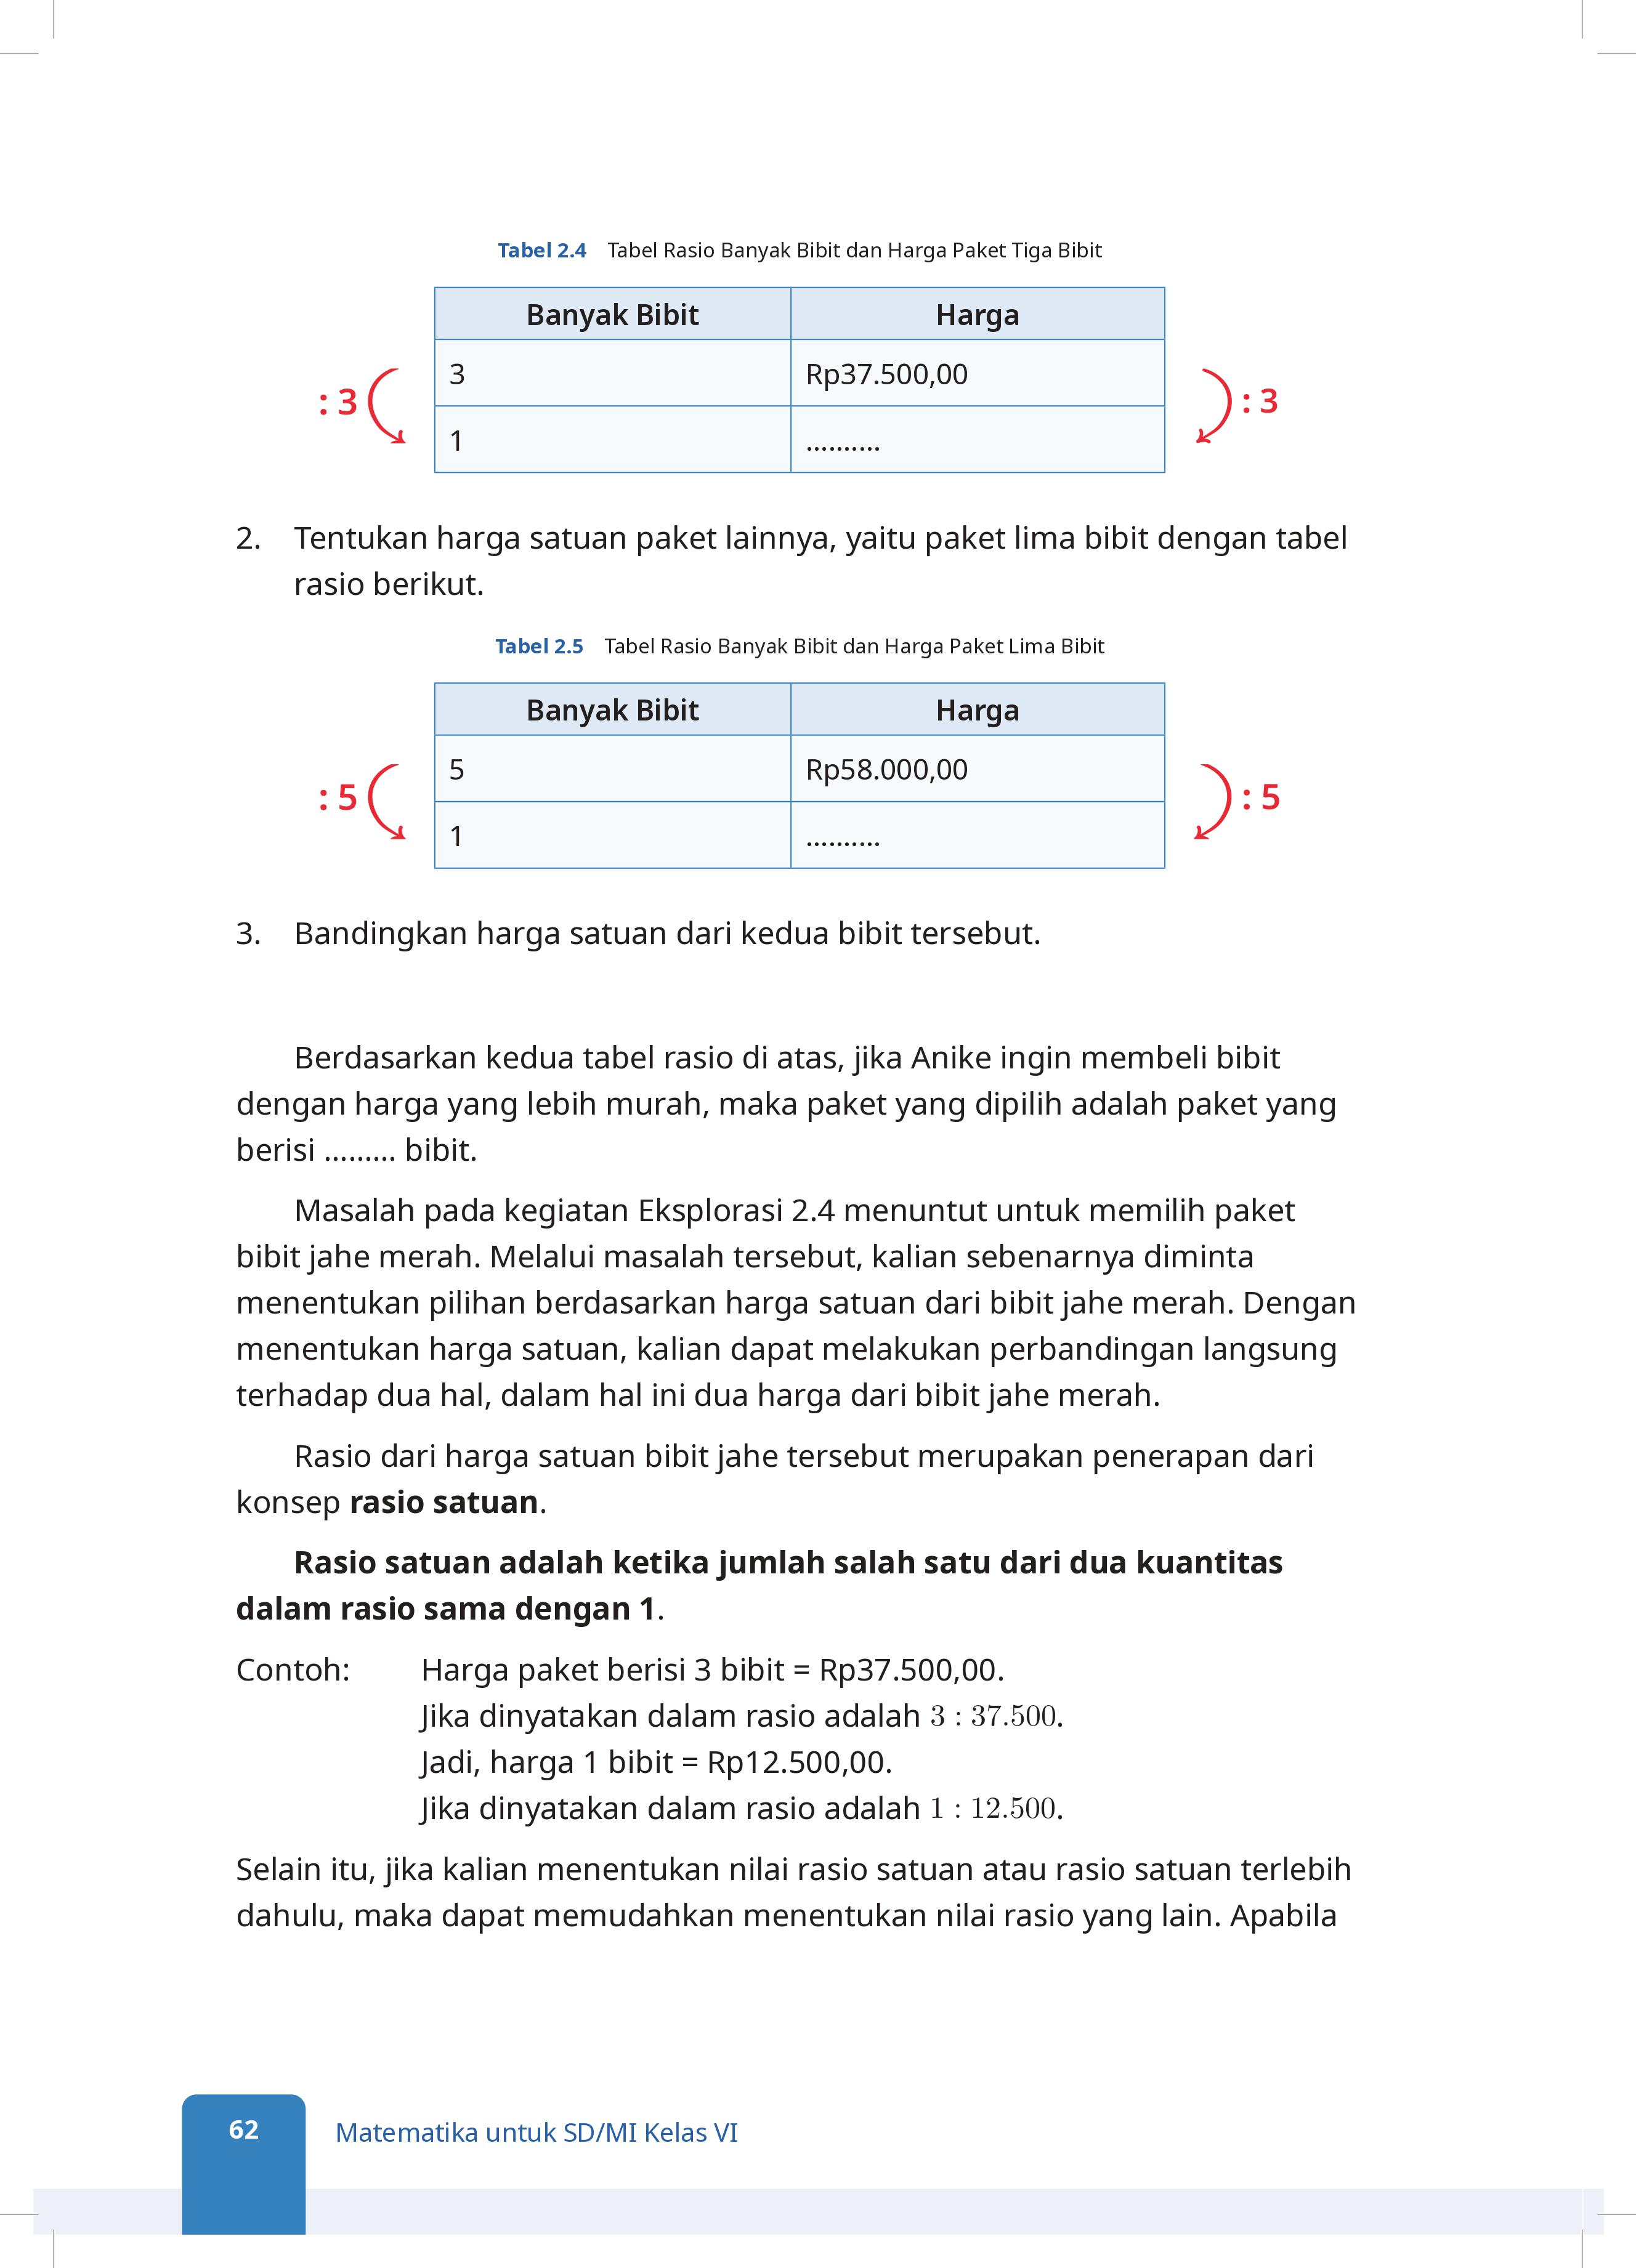 Tabel 2.4 Tabel Rasio Banyak Bibit dan Harga Paket Tiga Bibit
Banyak Bibit Harga
3 Rp37.500,00
: 3 : 3
1 ..........
2. Tentukan harga satuan paket lainnya, yaitu paket lima bibit dengan tabel
rasio berikut.
Tabel 2.5 Tabel Rasio Banyak Bibit dan Harga Paket Lima Bibit
Banyak Bibit Harga
5 Rp58.000,00
: 5 : 5
1 ..........
3. Bandingkan harga satuan dari kedua bibit tersebut.
Berdasarkan kedua tabel rasio di atas, jika Anike ingin membeli bibit
dengan harga yang lebih murah, maka paket yang dipilih adalah paket yang
berisi ......... bibit.
Masalah pada kegiatan Eksplorasi 2.4 menuntut untuk memilih paket
bibit jahe merah. Melalui masalah tersebut, kalian sebenarnya diminta
menentukan pilihan berdasarkan harga satuan dari bibit jahe merah. Dengan
menentukan harga satuan, kalian dapat melakukan perbandingan langsung
terhadap dua hal, dalam hal ini dua harga dari bibit jahe merah.
Rasio dari harga satuan bibit jahe tersebut merupakan penerapan dari
konsep rasio satuan.
Rasio satuan adalah ketika jumlah salah satu dari dua kuantitas
dalam rasio sama dengan 1.
Contoh: Harga paket berisi 3 bibit = Rp37.500,00.
Jika dinyatakan dalam rasio adalah 3 : 37.500.
Jadi, harga 1 bibit = Rp12.500,00.
Jika dinyatakan dalam rasio adalah 1 : 12.500.
Selain itu, jika kalian menentukan nilai rasio satuan atau rasio satuan terlebih
dahulu, maka dapat memudahkan menentukan nilai rasio yang lain. Apabila
62 Matematika untuk SD/MI Kelas VI